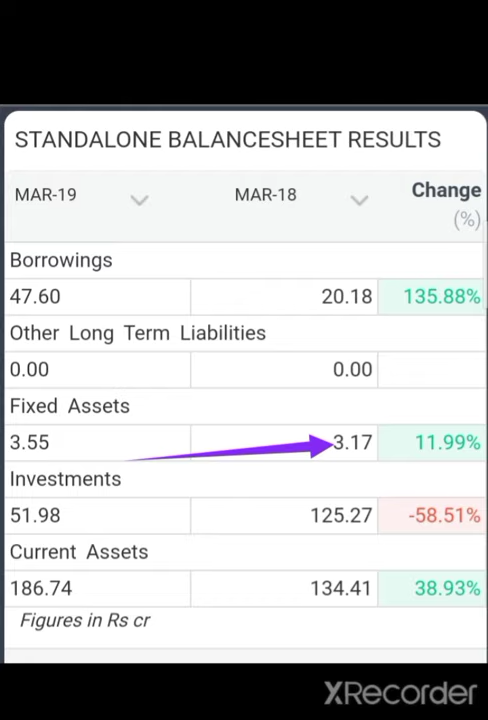 STANDALONE BALANCESHEET RESULTS
MAR-19 MAR-18 Change
(%)
Borrowings
47.60 20.18 135.88%
Other Long Term Liabilities
0.00 0.00
Fixed Assets
3.55 3.17 11.99%
Investments
51.98 125.27 -58.51%
Current Assets
186.74 134.41 38.93%
Figures in Rs cr
XRecorder